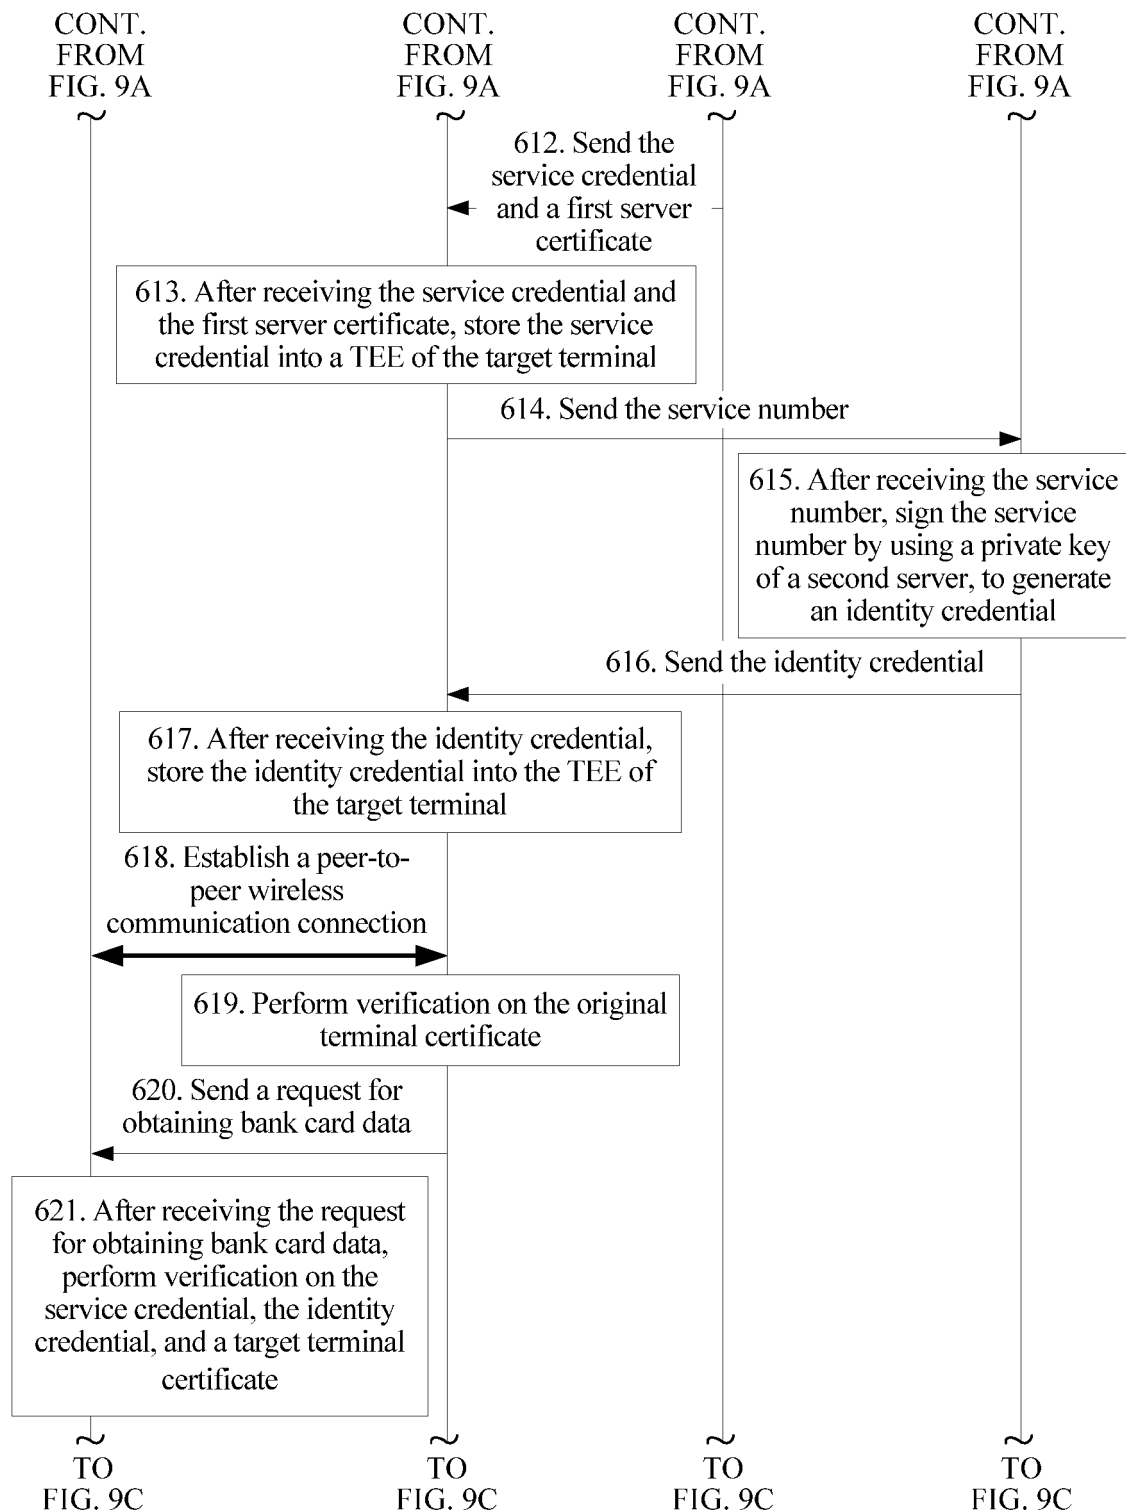 CONT. FROM FIG. 9A
CONT. FROM FIG. 9A
CONT. FROM FIG. 9A
CONT. FROM FIG. 9A
612. Send the
service credential
and a first server
certificate
613. After receiving the service credential and
the first server certificate, store the service
credential into a TEE of the target terminal
614. Send the service number
615. After receiving the service
number, sign the service
number by using a private key
of a second server, to generate
an identity credential
616. Send the identity credential
617. After receiving the identity credential,
store the identity credential into the TEE of
the target terminal
618. Establish a peer-to-
peer wireless
communication connection
619. Perform verification on the original
terminal certificate
620. Send a request for
obtaining bank card data
621. After receiving the request
for obtaining bank card data,
perform verification on the
service credential, the identity
credential, and a target terminal
certificate
TO FIG. 9C
TO FIG. 9C
TO FIG. 9C
TO FIG. 9C